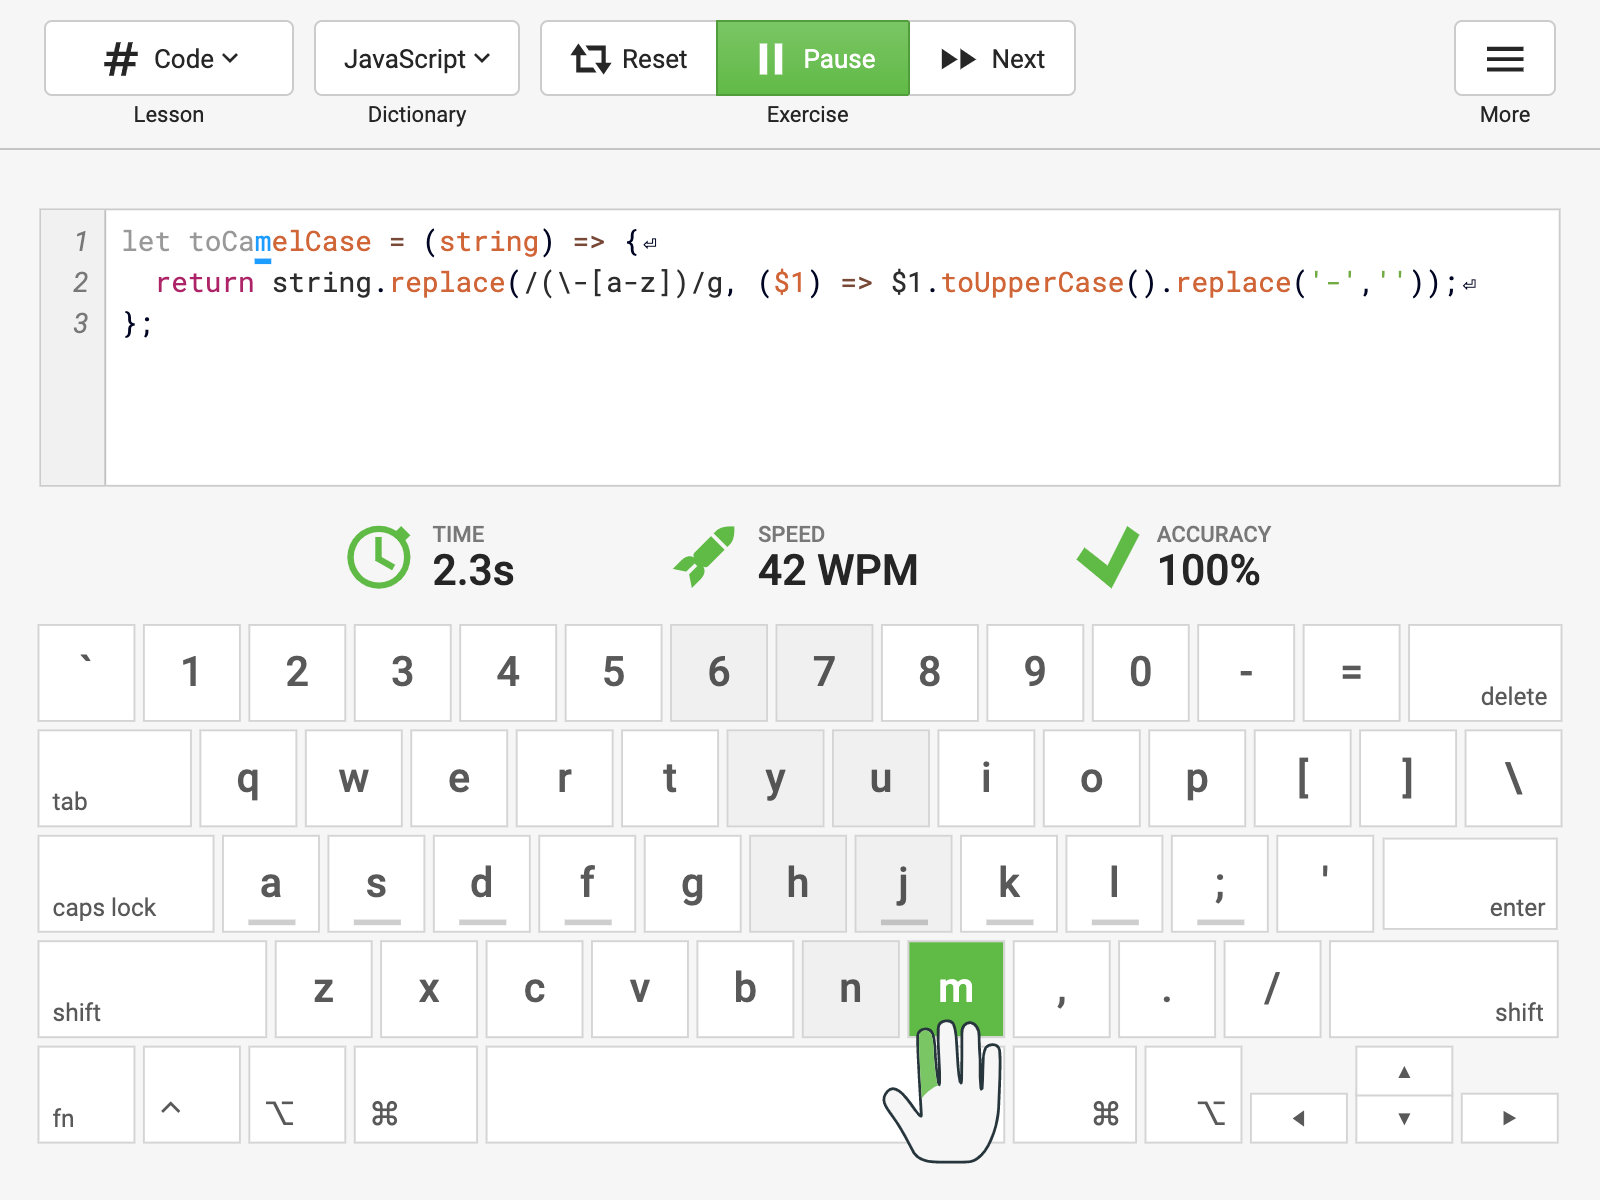 # Code
JavaScript
Reset
Pause
Next
Lesson
Dictionary
Exercise
More
1 let toCamelCase = (string) => {⏎
2   return string.replace(/(\-[a-z])/g, ($1) => $1.toUpperCase().replace('-',''));⏎
3 };
TIME
2.3s
SPEED
42 WPM
ACCURACY
100%
` 1 2 3 4 5 6 7 8 9 0 - = delete
tab q w e r t y u i o p [ ] \
caps lock a s d f g h j k l ; ' enter
shift z x c v b n m , . / shift
fn ^ ⌥ ⌘ ⌘ ⌥ ◀ ▲ ▼ ▶